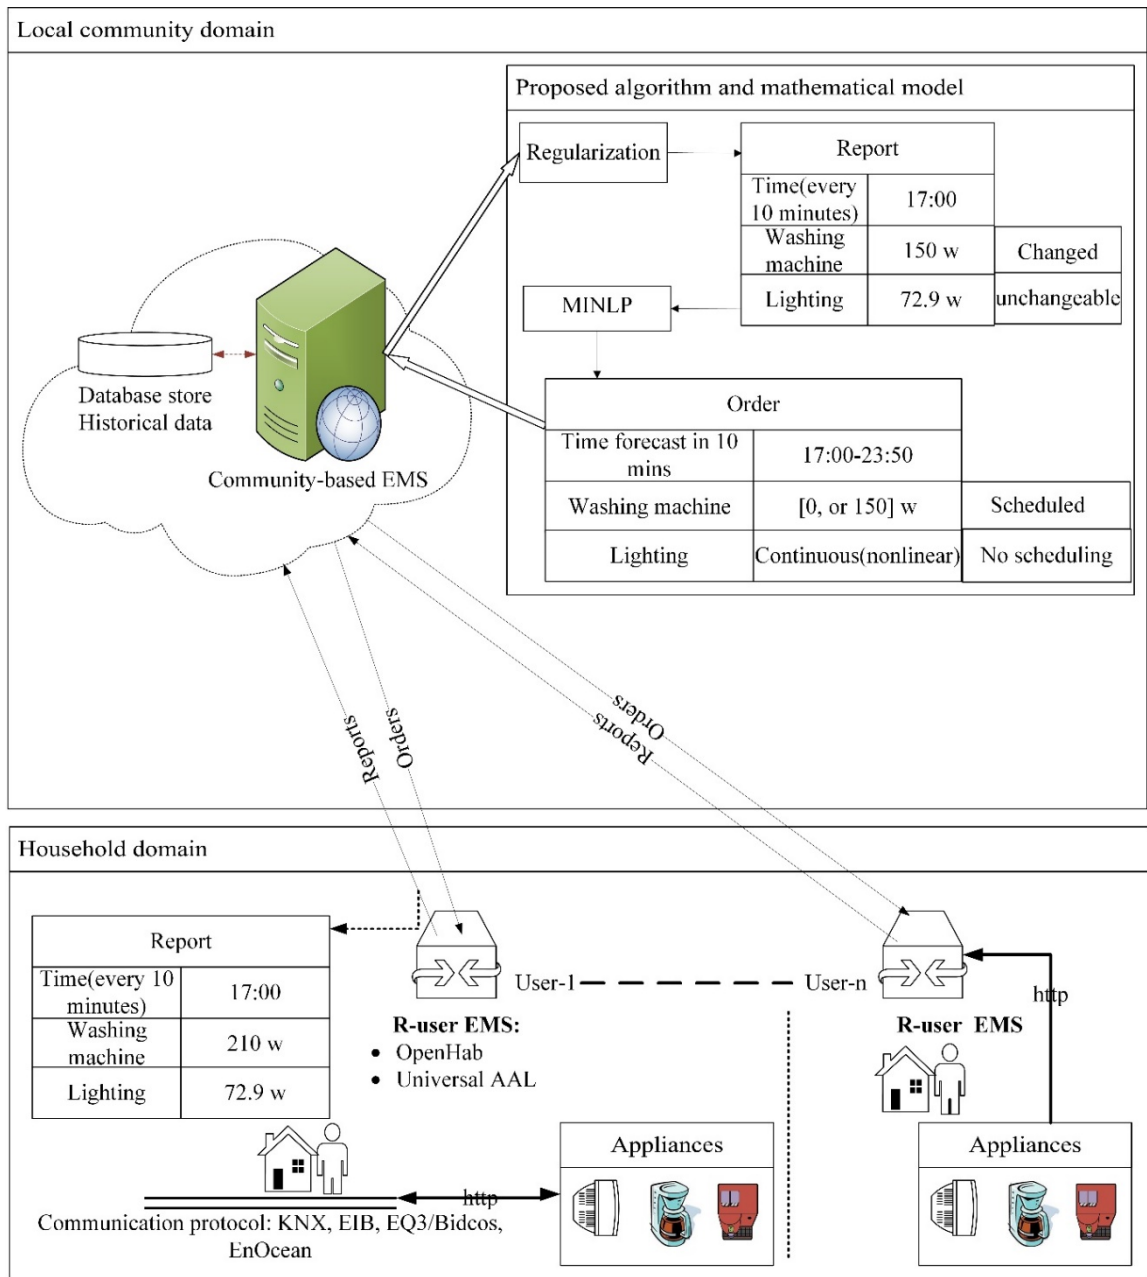 Local community domain
Proposed algorithm and mathematical model
Regularization
Report
Time(every
10 minutes)
17:00
Washing
machine
150 w
Changed
Lighting
72.9 w
unchangeable
MINLP
Order
Time forecast in 10
mins
17:00-23:50
Washing machine
[0, or 150] w
Scheduled
Lighting
Continuous(nonlinear)
No scheduling
Database store
Historical data
Community-based EMS
Reports
Orders
Orders
Reports
Household domain
Report
Time(every 10
minutes)
17:00
Washing
machine
210 w
Lighting
72.9 w
User-1
User-n
http
R-user EMS:
• OpenHab
• Universal AAL
R-user EMS
Appliances
Appliances
http
Communication protocol: KNX, EIB, EQ3/Bidcos,
EnOcean